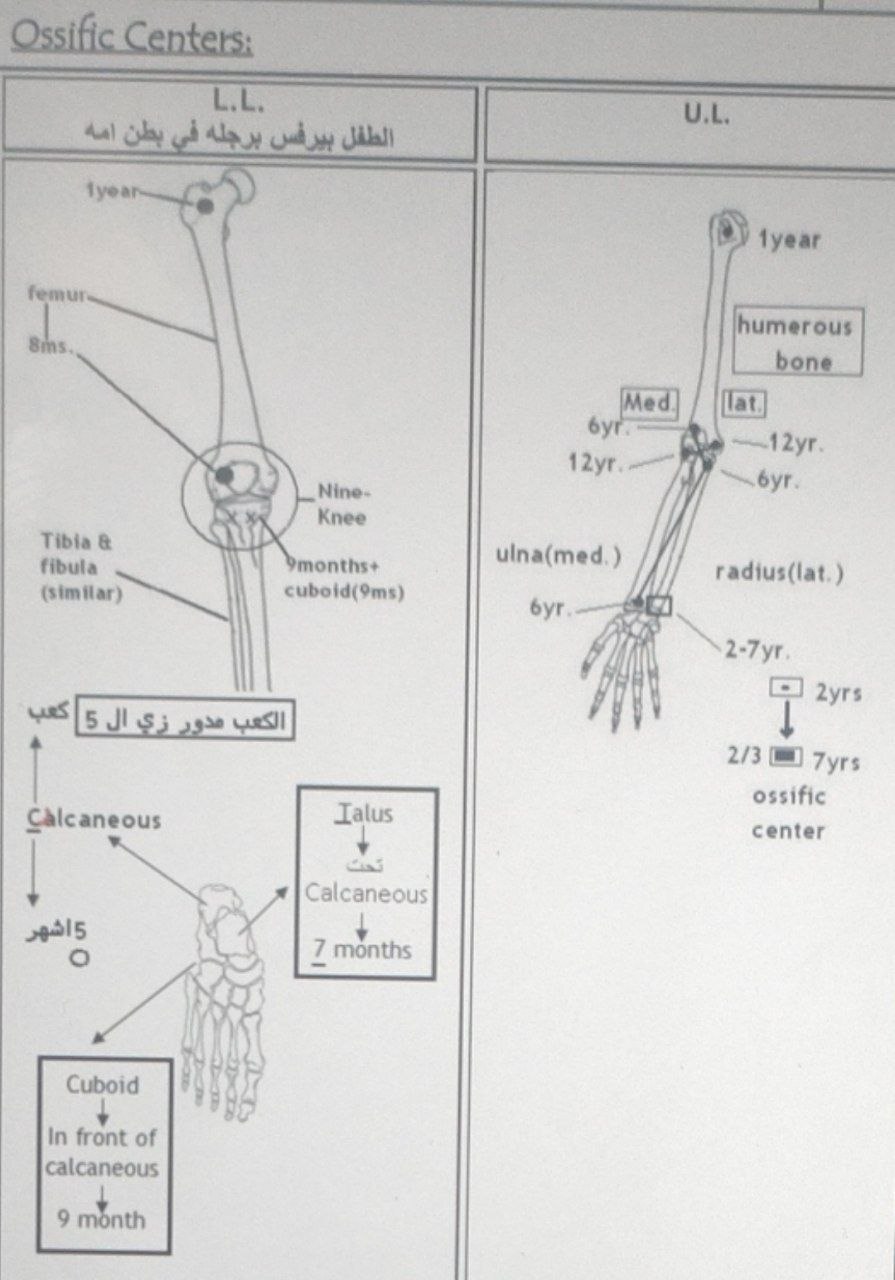 Ossific Centers:
L.L.
الطفل بيرفس برجله في بطن امه
U.L.
1year
femur
8ms.
Nine-
Knee
Tibia &
fibula
(similar)
9months+
cuboid(9ms)
كعب
الكعب مدور زي ال 5
Calcaneous
5اشهر
O
Talus
تحت
Calcaneous
7 months
Cuboid
In front of
calcaneous
9 month
1year
humerous
bone
Med.
lat.
6yr.
12yr.
12yr.
6yr.
ulna(med.)
radius(lat.)
6yr.
2-7yr.
2yrs
2/3
7yrs
ossific
center